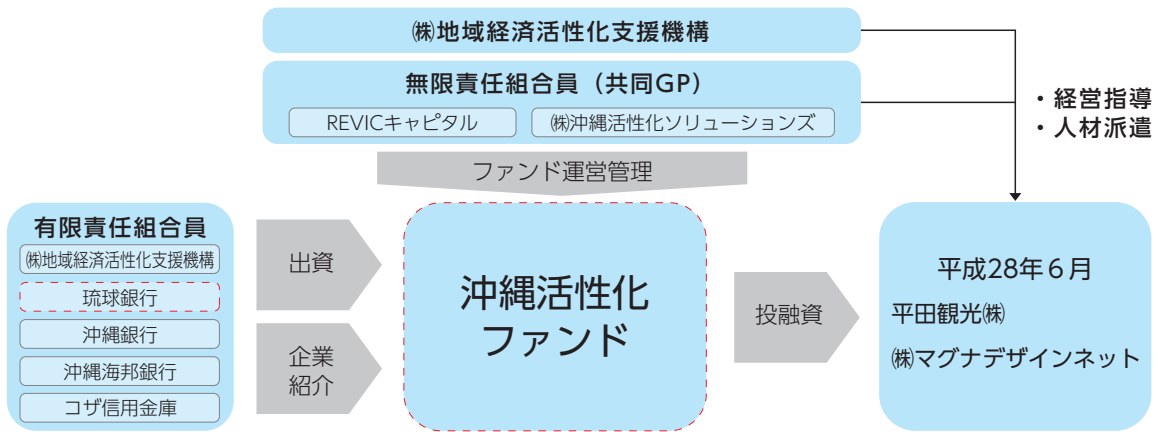 ㈱地域経済活性化支援機構
無限責任組合員（共同GP）
REVICキャピタル
㈱沖縄活性化ソリューションズ
・経営指導
・人材派遣
ファンド運営管理
有限責任組合員
㈱地域経済活性化支援機構
琉球銀行
沖縄銀行
沖縄海邦銀行
コザ信用金庫
出資
企業
紹介
沖縄活性化
ファンド
投融資
平成28年６月
平田観光㈱
㈱マグナデザインネット